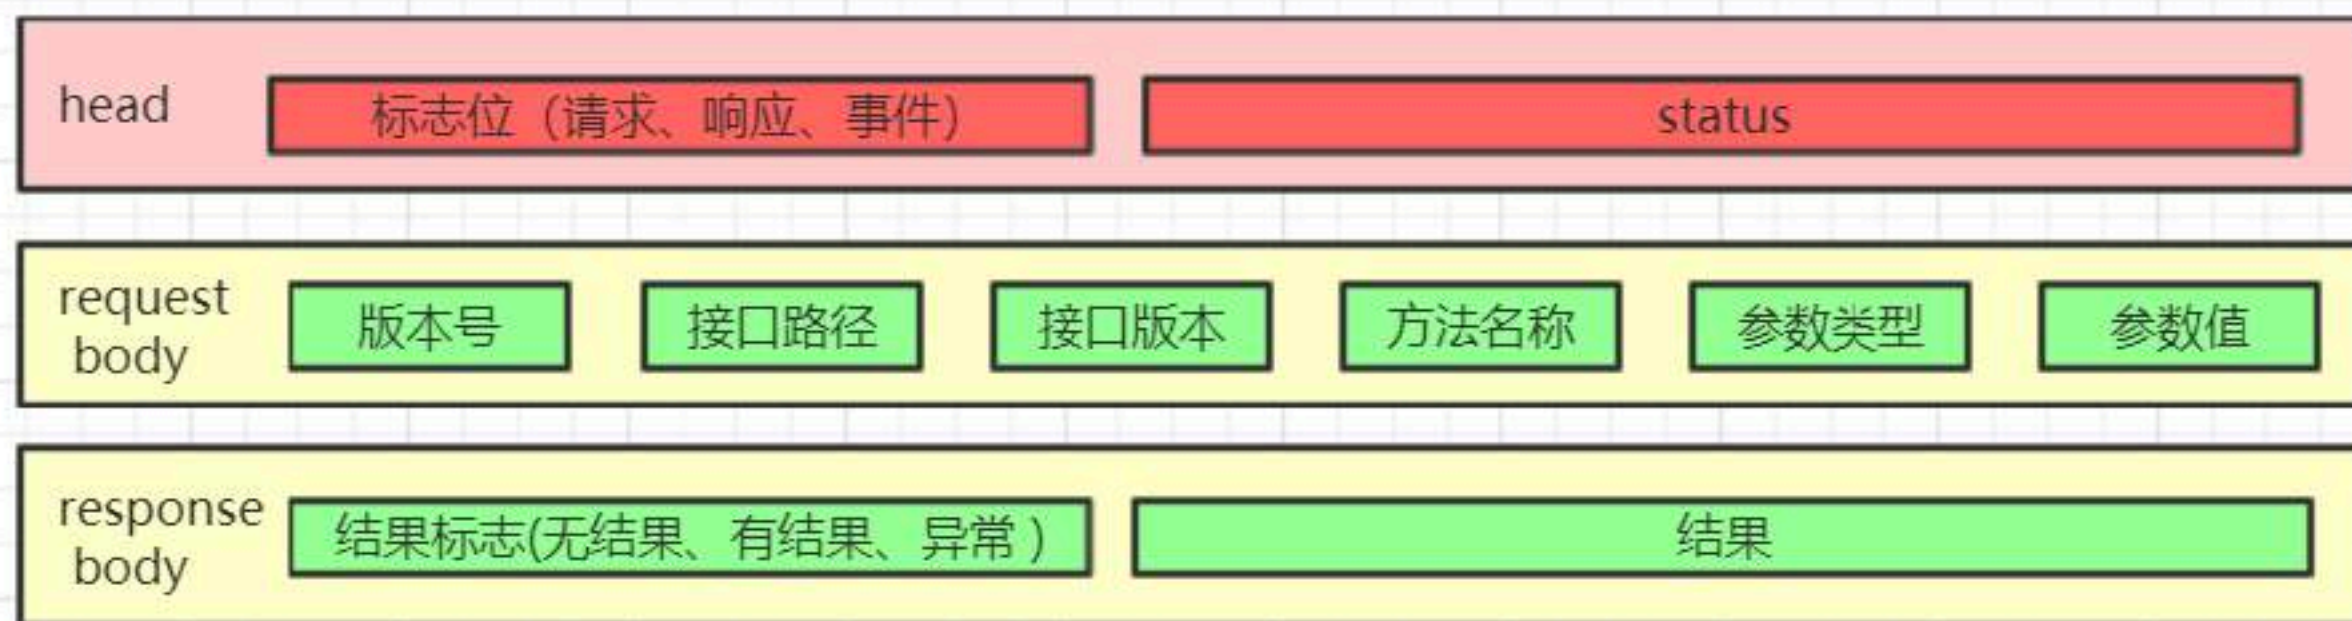 head
标志位（请求、响应、事件）
status
request
body
版本号
接口路径
接口版本
方法名称
参数类型
参数值
response
body
结果标志(无结果、有结果、异常 )
结果